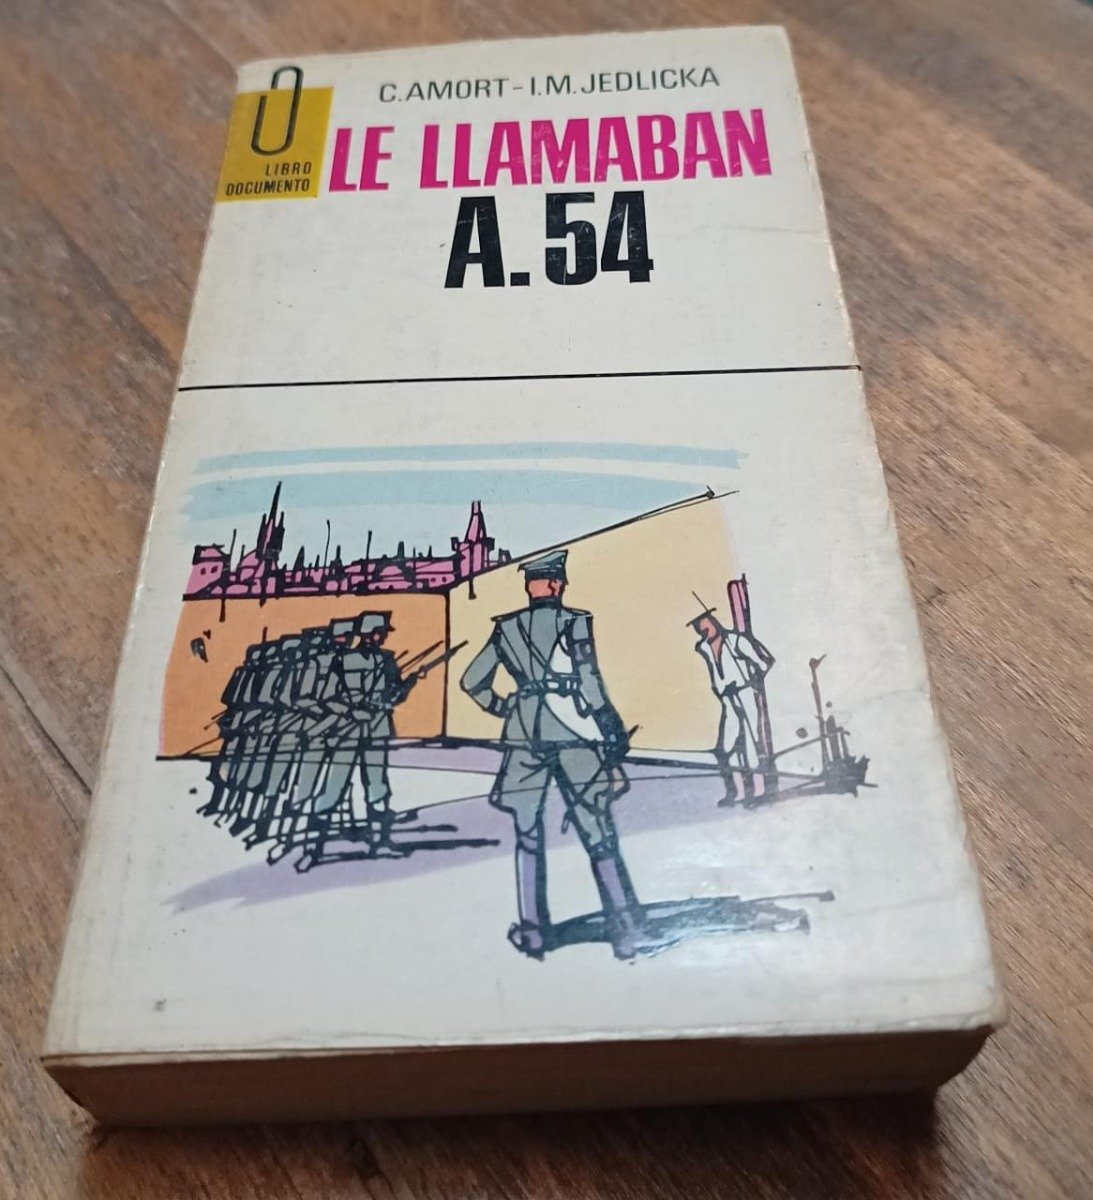 C.AMORT-I.M.JEDLICKA
LIBRO
DOCUMENTO
LE LLAMABAN
A.54